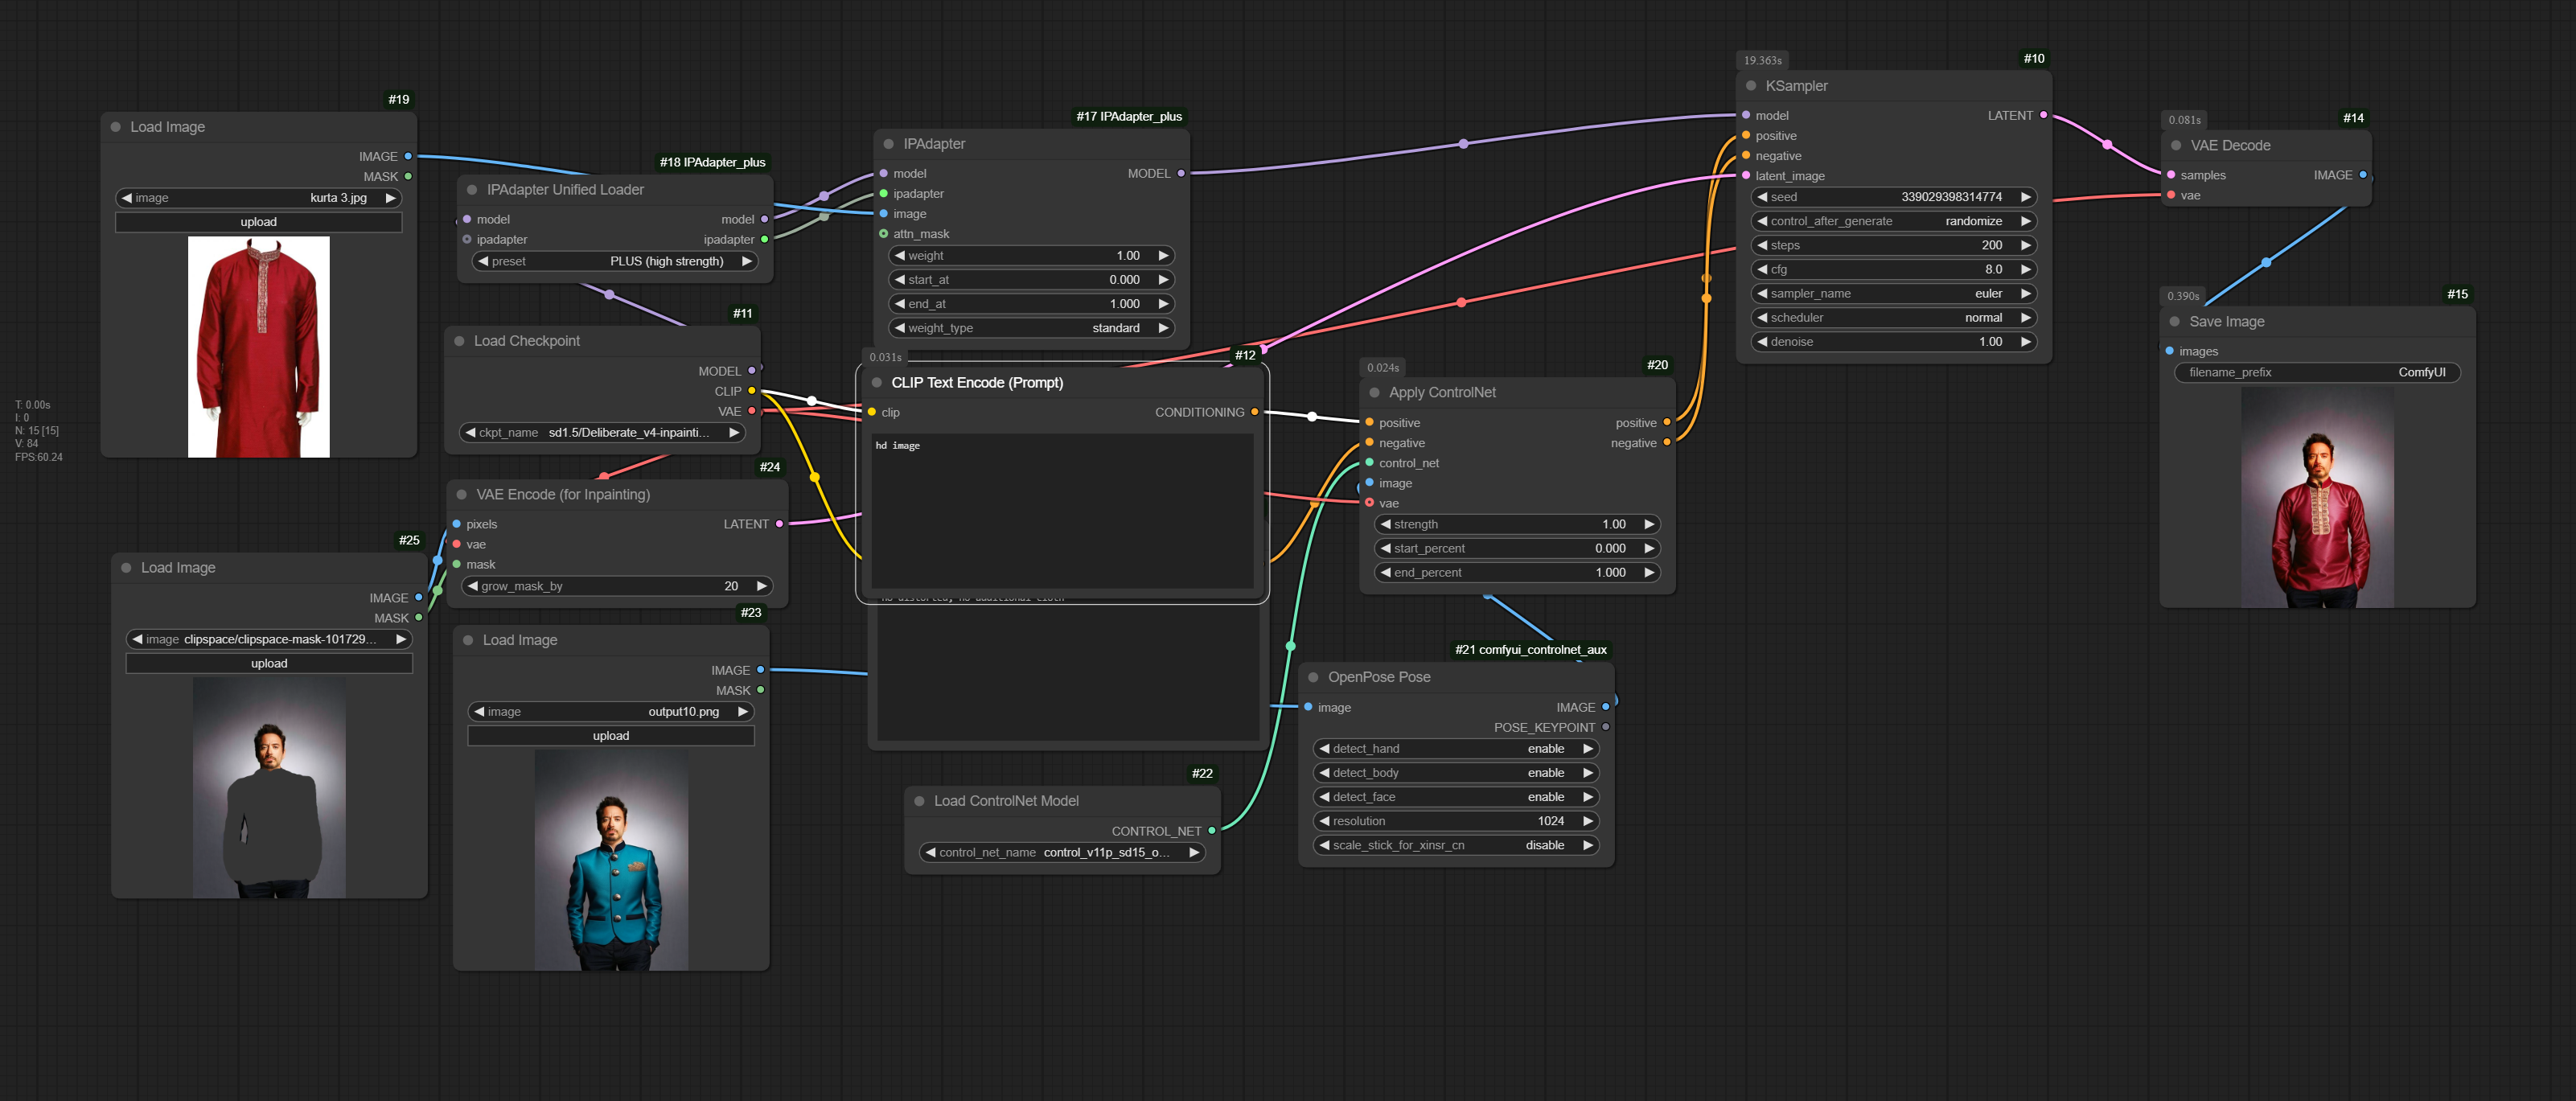 #19
Load Image
IMAGE
MASK
image kurta 3.jpg
upload
#18 IPAdapter_plus
IPAdapter Unified Loader
model model
ipadapter ipadapter
preset PLUS (high strength)
#17 IPAdapter_plus
IPAdapter
model MODEL
ipadapter
image
attn_mask
weight 1.00
start_at 0.000
end_at 1.000
weight_type standard
#11
Load Checkpoint
MODEL
CLIP
VAE
ckpt_name sd1.5/Deliberate_v4-inpainti...
T: 0.00s
I: 0
N: 15 [15]
V: 84
FPS:60.24
#24
VAE Encode (for Inpainting)
pixels LATENT
vae
mask
grow_mask_by 20
#25
Load Image
IMAGE
MASK
image clipspace/clipspace-mask-101729...
upload
#23
Load Image
IMAGE
MASK
image output10.png
upload
0.031s
#12
CLIP Text Encode (Prompt)
clip CONDITIONING
hd image
#22
Load ControlNet Model
CONTROL_NET
control_net_name control_v11p_sd15_o...
0.024s
#20
Apply ControlNet
positive positive
negative negative
control_net
image
vae
strength 1.00
start_percent 0.000
end_percent 1.000
#21 comfyui_controlnet_aux
OpenPose Pose
image IMAGE
POSE_KEYPOINT
detect_hand enable
detect_body enable
detect_face enable
resolution 1024
scale_stick_for_xinsr_cn disable
19.363s
#10
KSampler
model LATENT
positive
negative
latent_image
seed 339029398314774
control_after_generate randomize
steps 200
cfg 8.0
sampler_name euler
scheduler normal
denoise 1.00
0.081s
#14
VAE Decode
samples IMAGE
vae
0.390s
#15
Save Image
images
filename_prefix ComfyUI